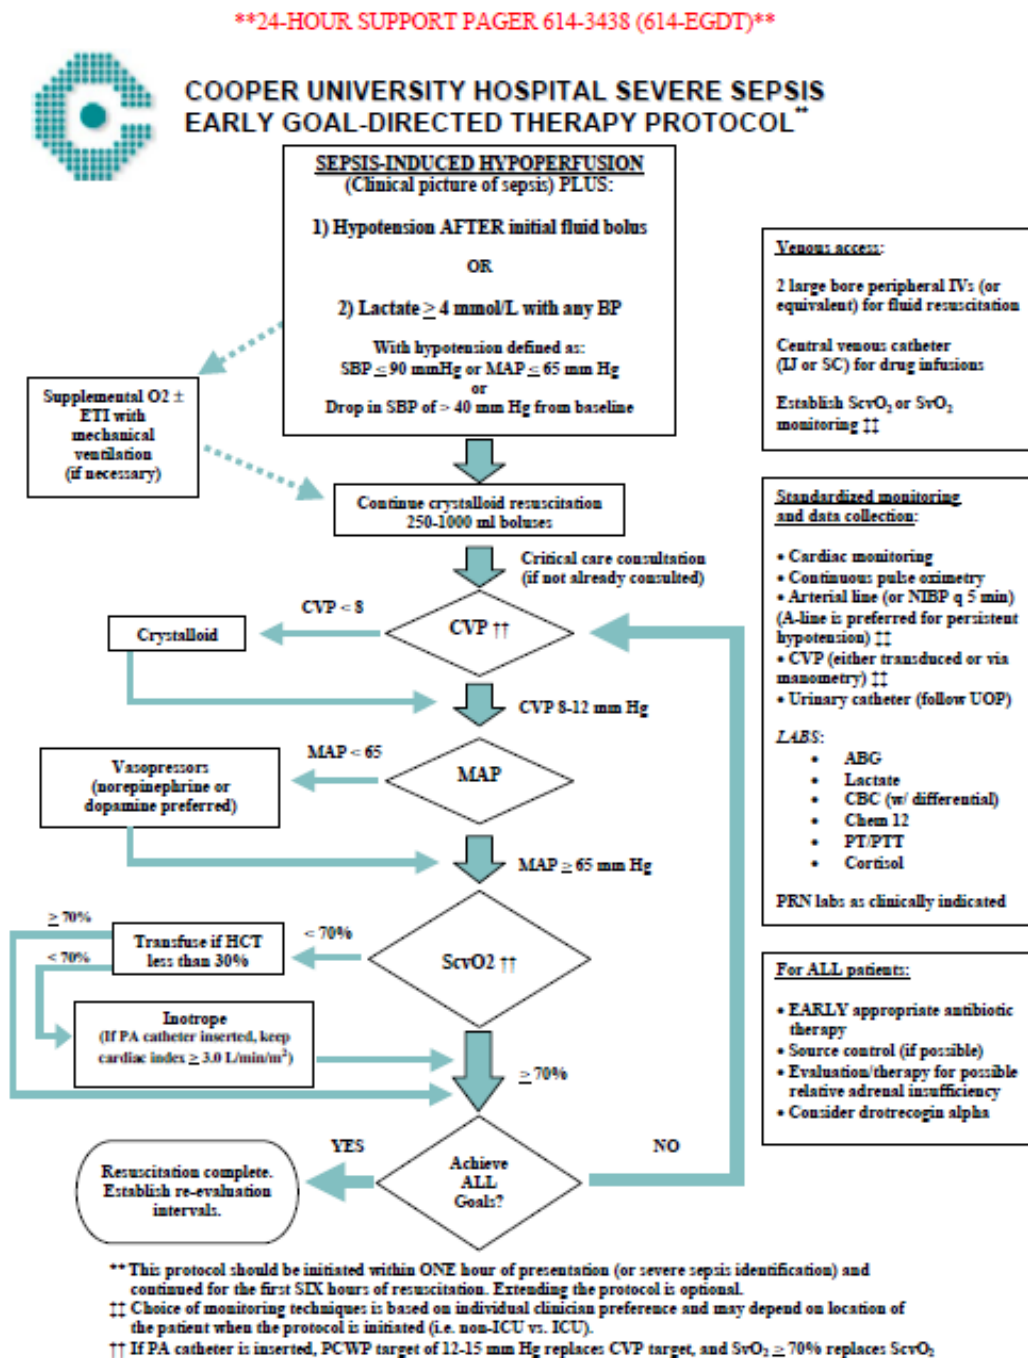 **24-HOUR SUPPORT PAGER 614-3438 (614-EGDT)**
COOPER UNIVERSITY HOSPITAL SEVERE SEPSIS
EARLY GOAL-DIRECTED THERAPY PROTOCOL**
SEPSIS-INDUCED HYPOPERFUSION
(Clinical picture of sepsis) PLUS:
1) Hypotension AFTER initial fluid bolus
OR
2) Lactate ≥ 4 mmol/L with any BP
With hypotension defined as:
SBP ≤ 90 mmHg or MAP ≤ 65 mm Hg
or
Drop in SBP of > 40 mm Hg from baseline
Supplemental O2 ±
ETI with
mechanical
ventilation
(if necessary)
Continue crystalloid resuscitation
250-1000 ml boluses
Critical care consultation
(if not already consulted)
CVP < 8
CVP ††
Crystalloid
CVP 8-12 mm Hg
MAP < 65
MAP
Vasopressors
(norepinephrine or
dopamine preferred)
MAP ≥ 65 mm Hg
≥ 70%
< 70%
< 70%
Transfuse if HCT
less than 30%
ScvO2 ††
Inotrope
(If PA catheter inserted, keep
cardiac index ≥ 3.0 L/min/m²)
≥ 70%
YES
NO
Achieve
ALL
Goals?
Resuscitation complete.
Establish re-evaluation
intervals.
Venous access:
2 large bore peripheral IVs (or
equivalent) for fluid resuscitation
Central venous catheter
(IJ or SC) for drug infusions
Establish ScvO₂ or SvO₂
monitoring ‡‡
Standardized monitoring
and data collection:
• Cardiac monitoring
• Continuous pulse oximetry
• Arterial line (or NIBP q 5 min)
(A-line is preferred for persistent
hypotension) ‡‡
• CVP (either transduced or via
manometry) ‡‡
• Urinary catheter (follow UOP)
LABS:
• ABG
• Lactate
• CBC (w/ differential)
• Chem 12
• PT/PTT
• Cortisol
PRN labs as clinically indicated
For ALL patients:
• EARLY appropriate antibiotic
therapy
• Source control (if possible)
• Evaluation/therapy for possible
relative adrenal insufficiency
• Consider drotrecogin alpha
** This protocol should be initiated within ONE hour of presentation (or severe sepsis identification) and
continued for the first SIX hours of resuscitation. Extending the protocol is optional.
‡‡ Choice of monitoring techniques is based on individual clinician preference and may depend on location of
the patient when the protocol is initiated (i.e. non-ICU vs. ICU).
†† If PA catheter is inserted, PCWP target of 12-15 mm Hg replaces CVP target, and SvO₂ ≥ 70% replaces ScvO₂